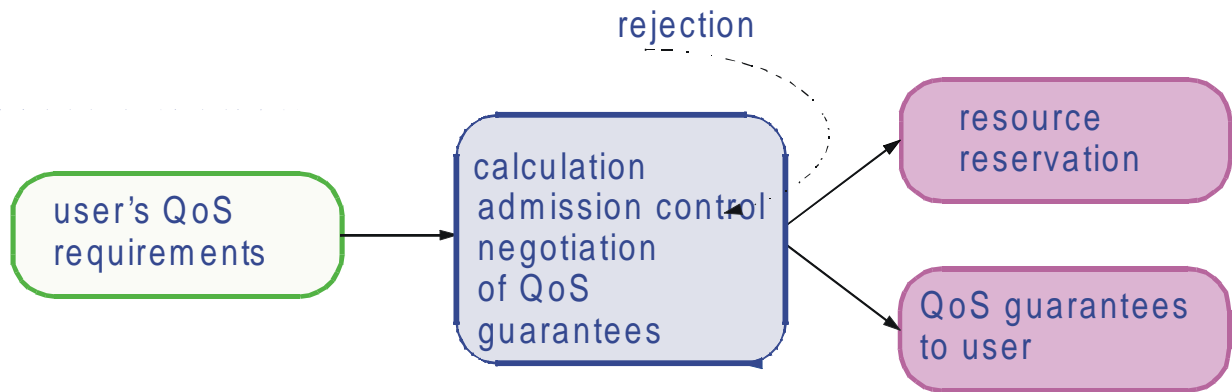 rejection
user's QoS
requirements
calculation
admission control
negotiation
of QoS
guarantees
resource
reservation
QoS guarantees
to user